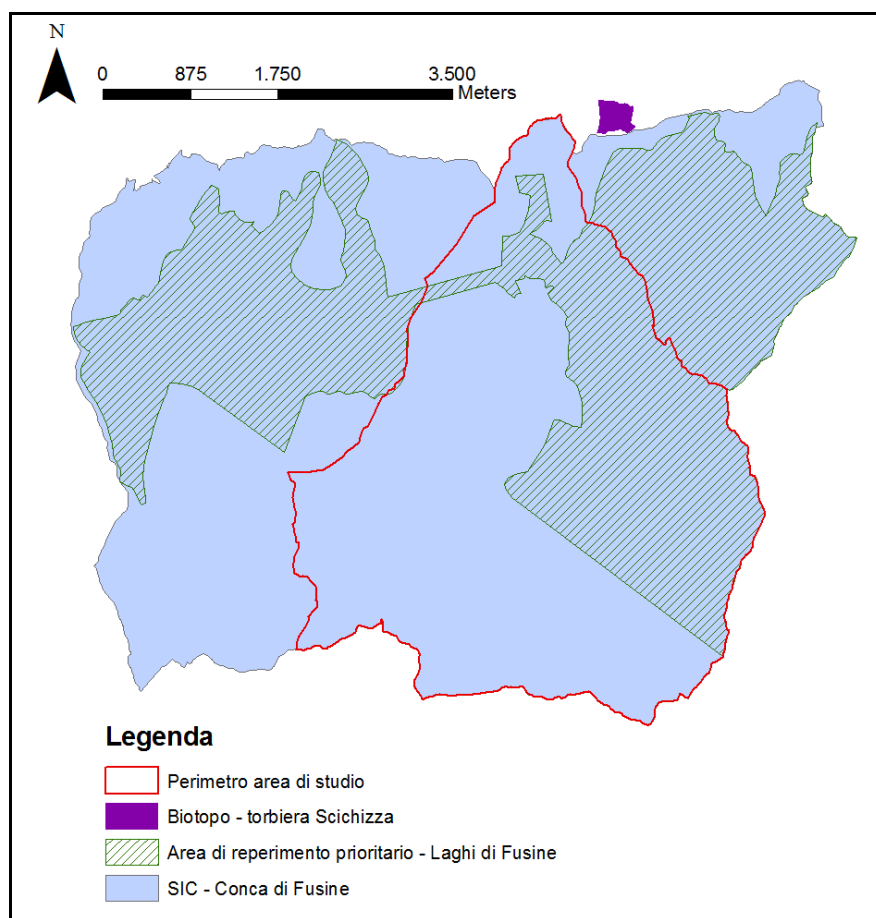 N
0 875 1.750 3.500
Meters
Legenda
Perimetro area di studio
Biotopo - torbiera Scichizza
Area di reperimento prioritario - Laghi di Fusine
SIC - Conca di Fusine